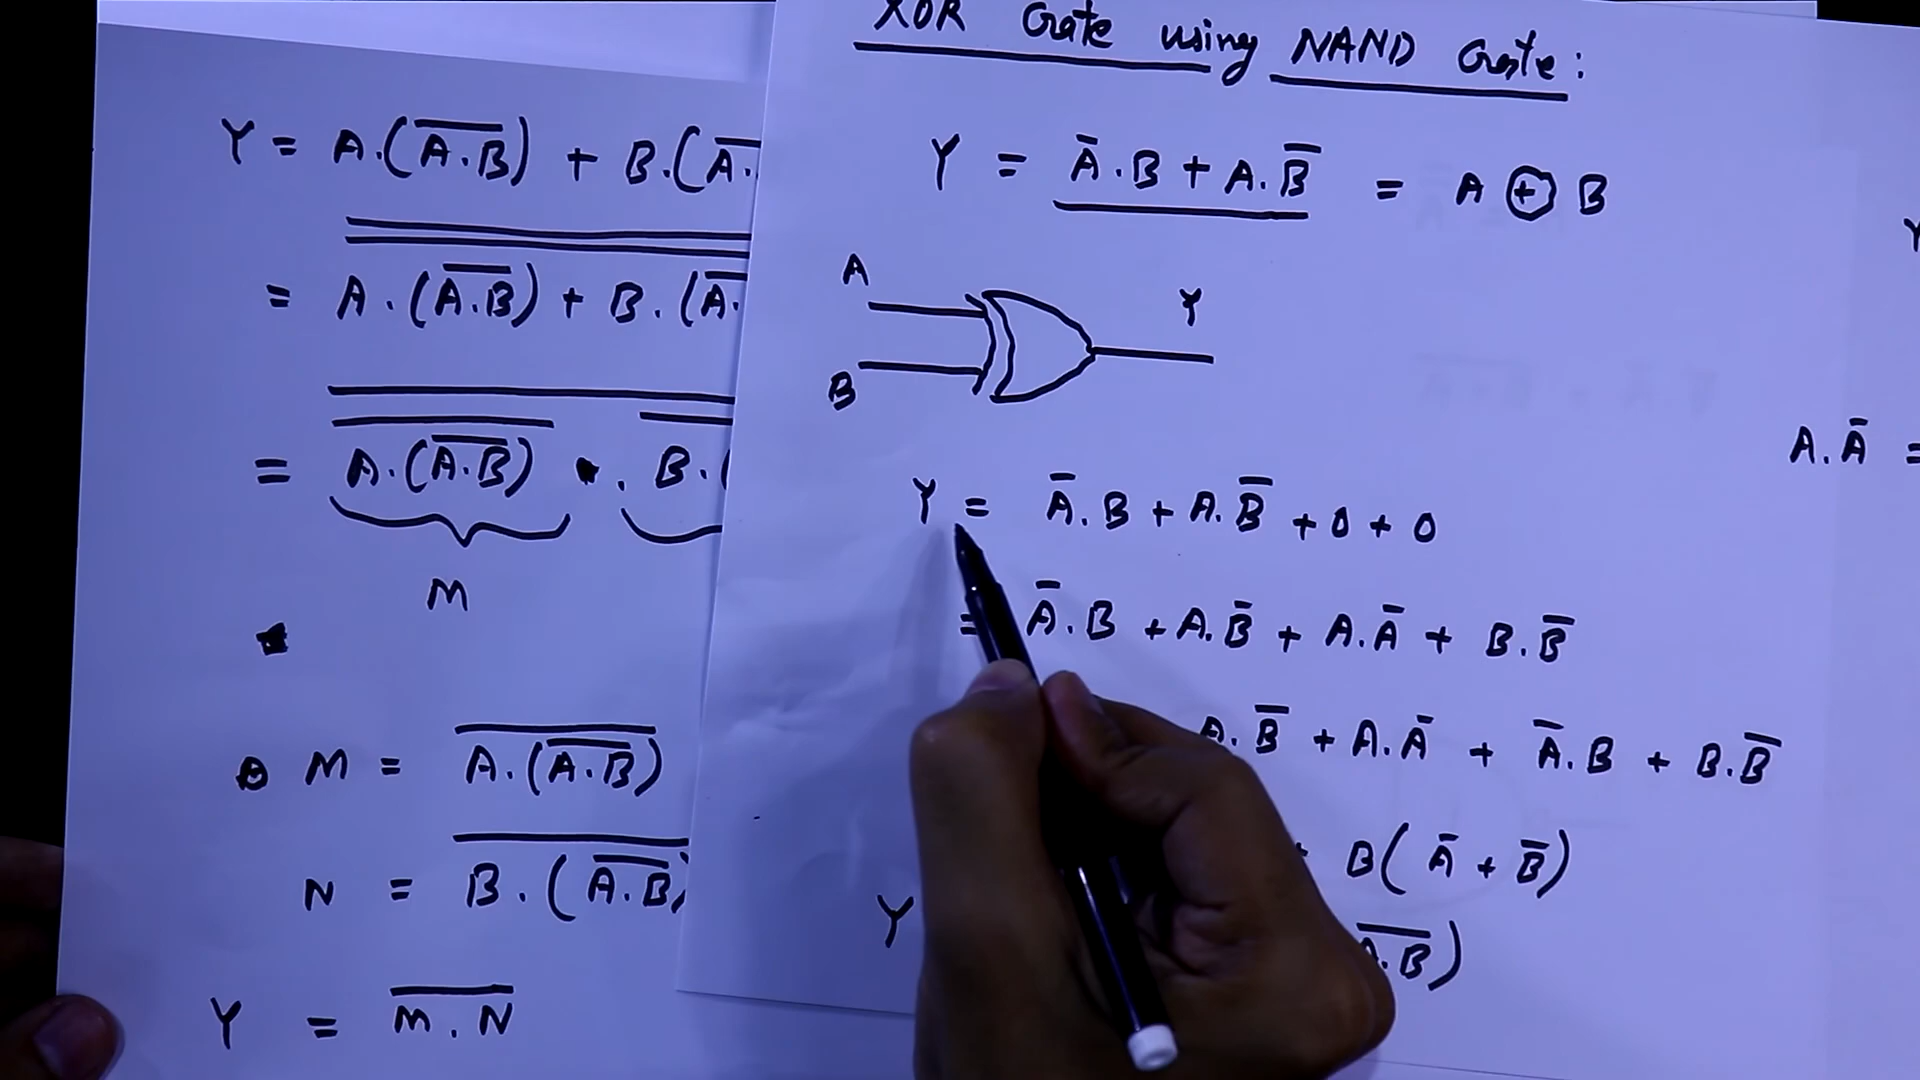 Y = A.(A̅.̅B̅) + B.(A̅.
= A.(A̅.̅B̅) + B.(A̅.
= A.(A̅.̅B̅) . B.(
M
M = A.(A̅.̅B̅)
N = B.(A̅.̅B̅)
Y = M̅.̅N̅
XOR Gate using NAND Gate:
Y = A̅.B + A.B̅ = A ⊕ B
A
Y
B
Y = A̅.B + A.B̅ + 0 + 0
= A̅.B + A.B̅ + A.A̅ + B.B̅
A.B̅ + A.A̅ + A̅.B + B.B̅
B(A̅ + B̅)
Y
A̅.̅B̅)
A.A̅ =